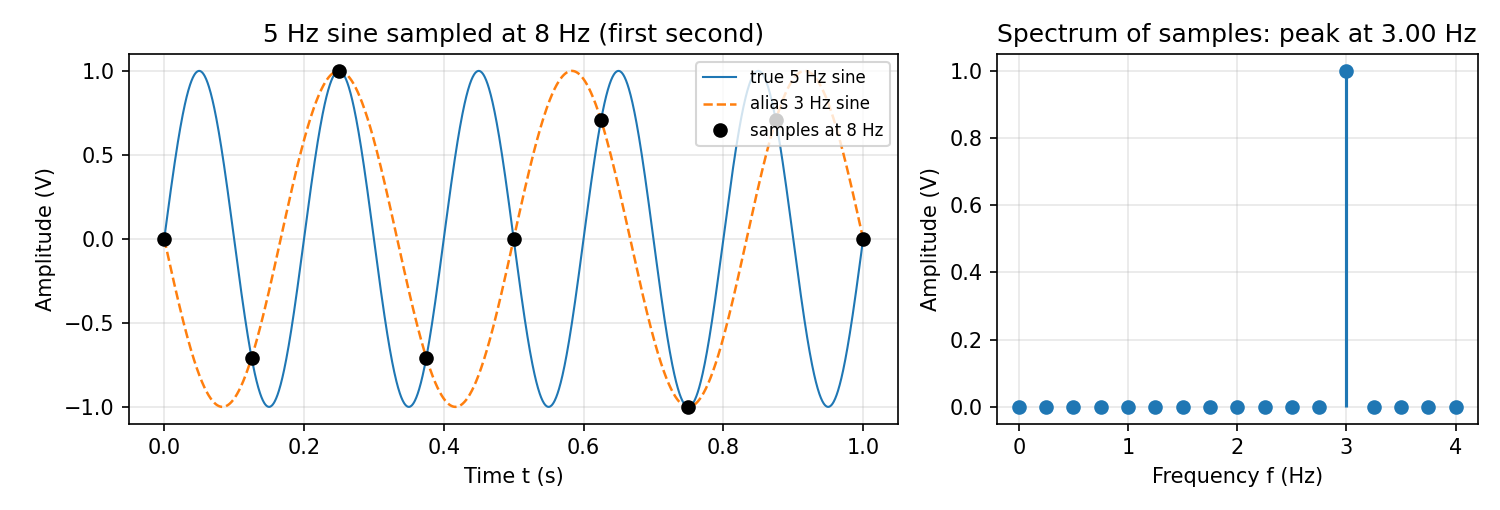 5 Hz sine sampled at 8 Hz (first second)
true 5 Hz sine
alias 3 Hz sine
samples at 8 Hz
Amplitude (V)
1.0
0.5
0.0
−0.5
−1.0
0.0 0.2 0.4 0.6 0.8 1.0
Time t (s)
Spectrum of samples: peak at 3.00 Hz
Amplitude (V)
1.0
0.8
0.6
0.4
0.2
0.0
0 1 2 3 4
Frequency f (Hz)